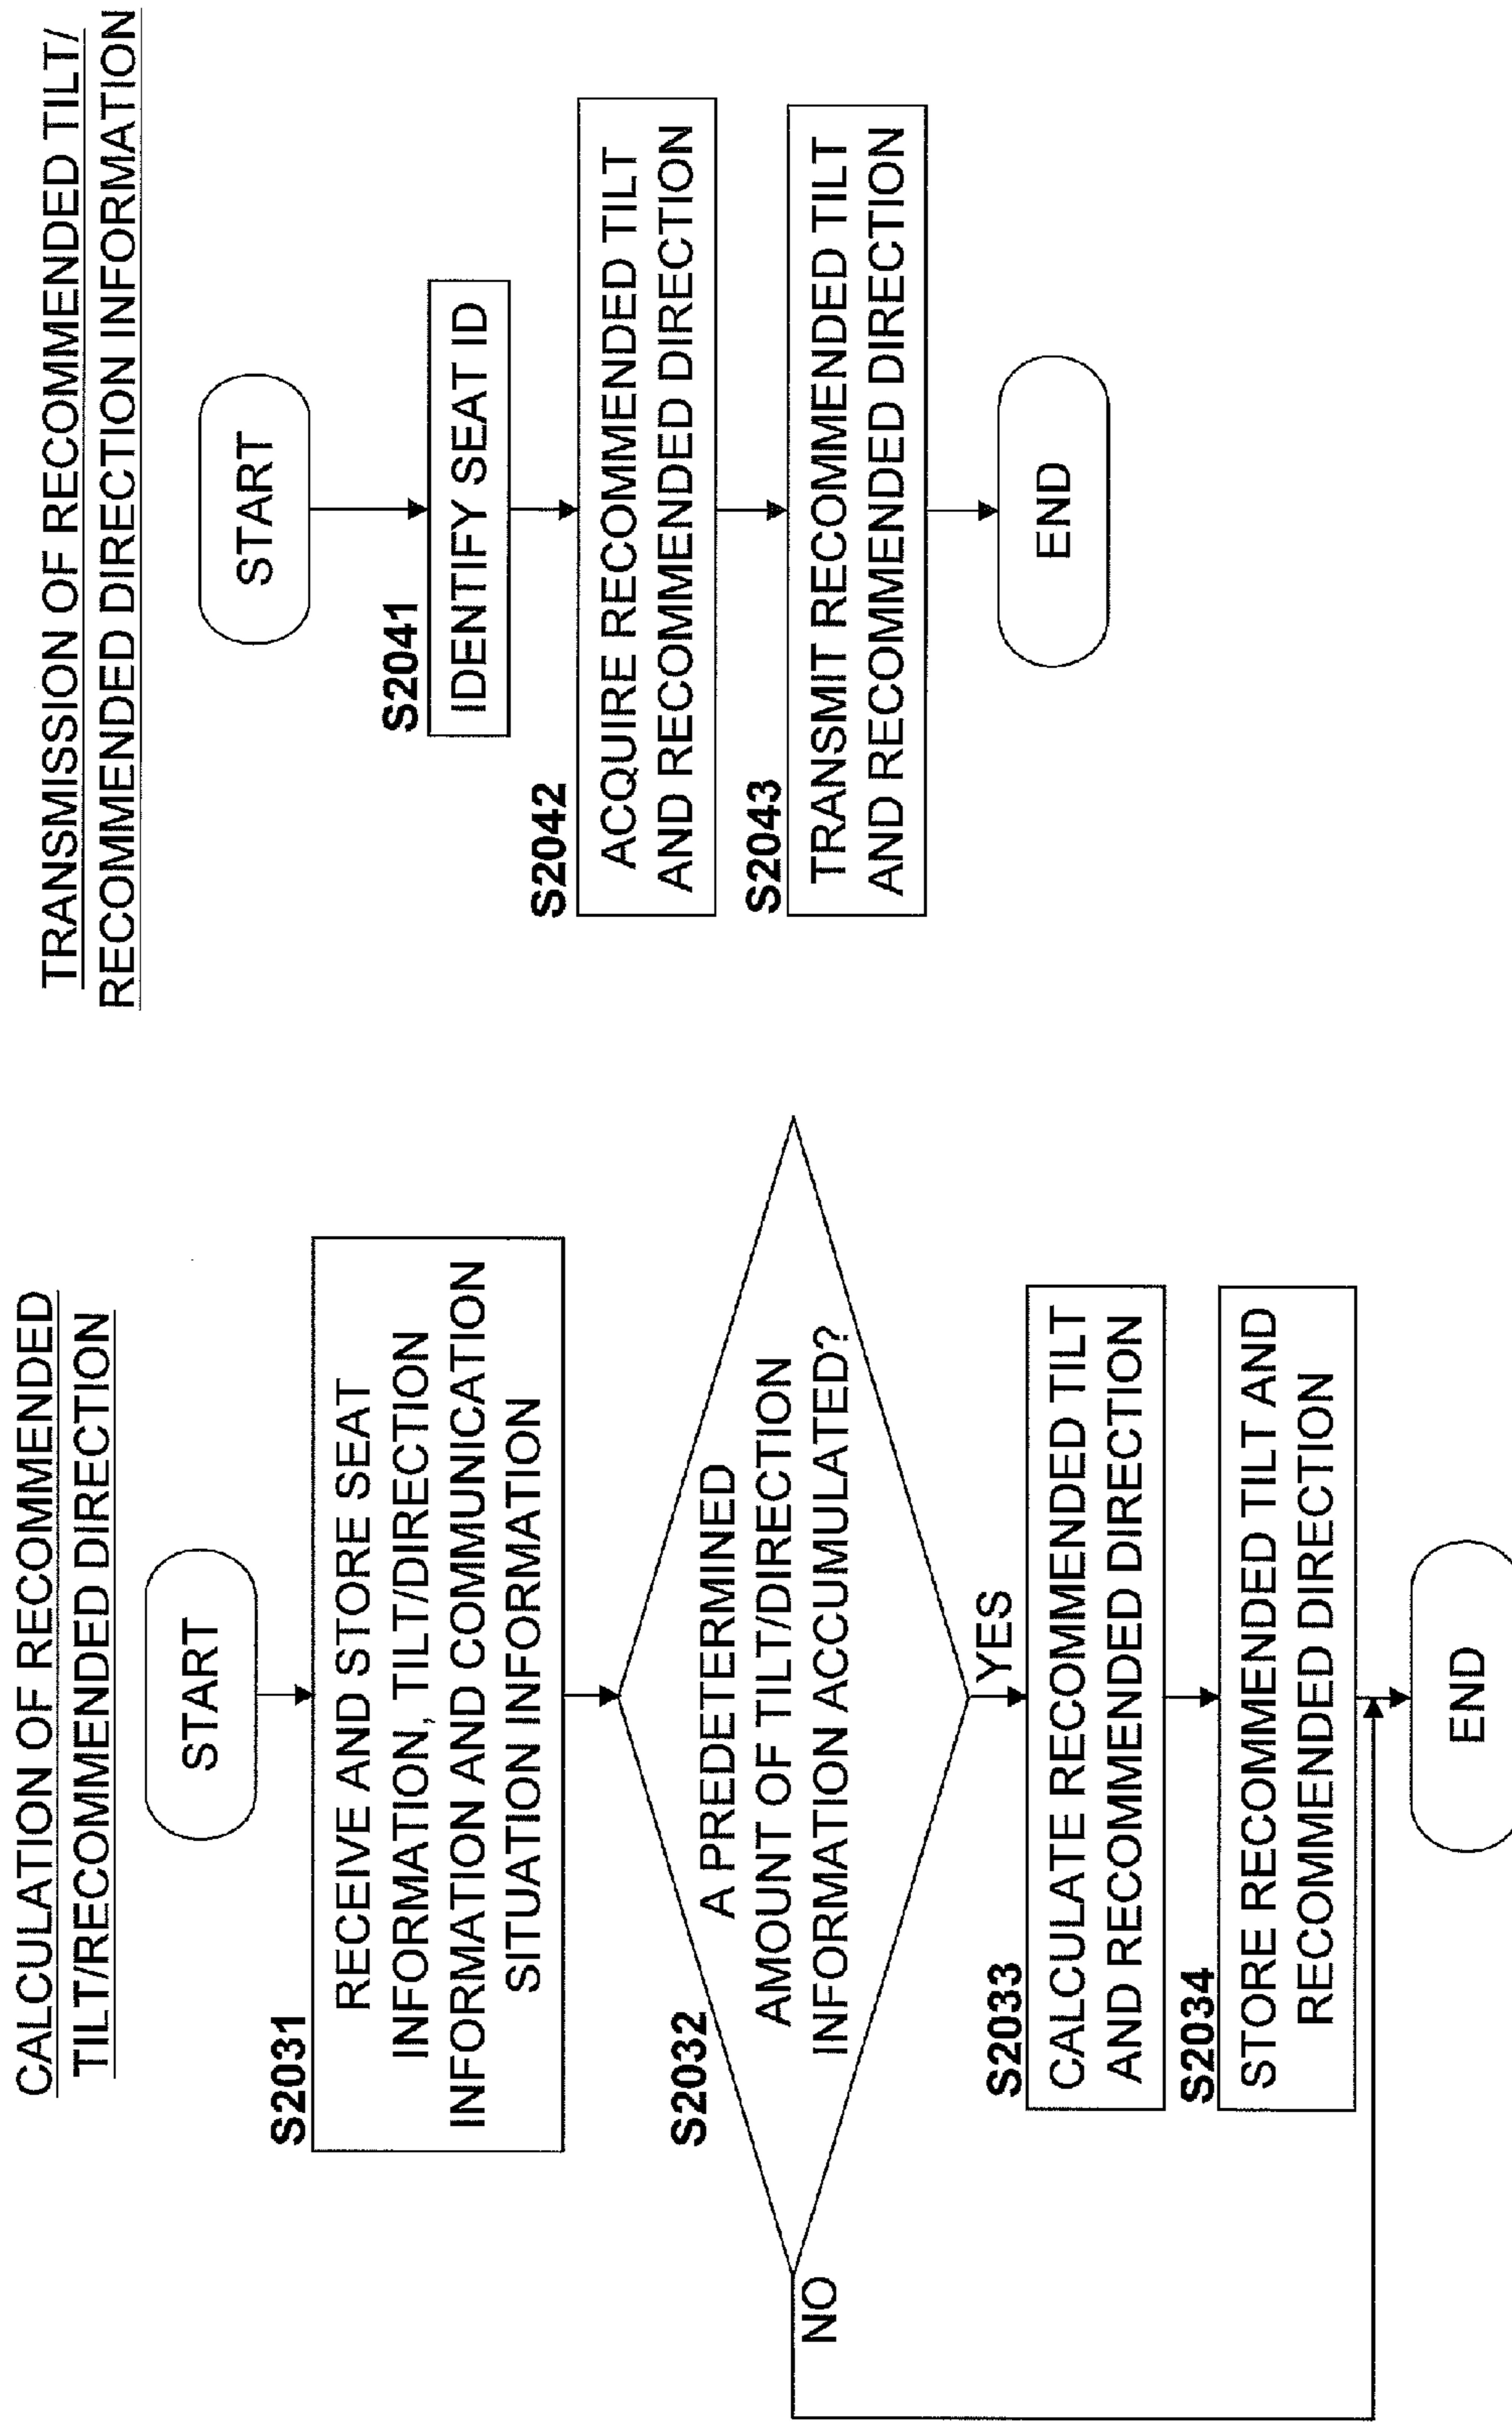 CALCULATION OF RECOMMENDED
TILT/RECOMMENDED DIRECTION
START
S2031
RECEIVE AND STORE SEAT
INFORMATION, TILT/DIRECTION
INFORMATION AND COMMUNICATION
SITUATION INFORMATION
S2032
A PREDETERMINED
AMOUNT OF TILT/DIRECTION
INFORMATION ACCUMULATED?
NO
YES
S2033
CALCULATE RECOMMENDED TILT
AND RECOMMENDED DIRECTION
S2034
STORE RECOMMENDED TILT AND
RECOMMENDED DIRECTION
END
TRANSMISSION OF RECOMMENDED TILT/
RECOMMENDED DIRECTION INFORMATION
START
S2041
IDENTIFY SEAT ID
S2042
ACQUIRE RECOMMENDED TILT
AND RECOMMENDED DIRECTION
S2043
TRANSMIT RECOMMENDED TILT
AND RECOMMENDED DIRECTION
END